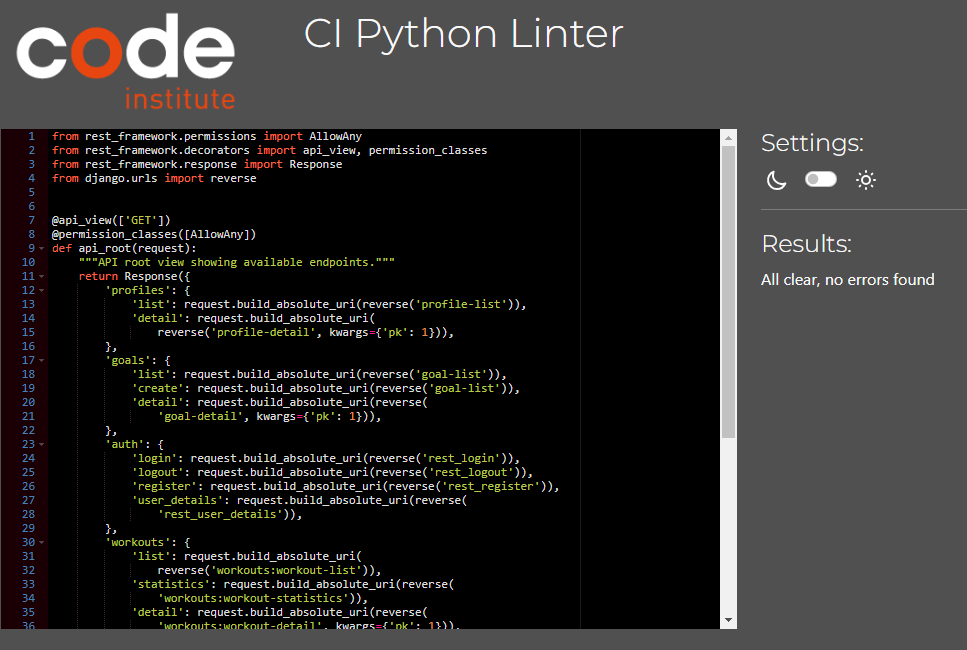 code
institute
CI Python Linter
1 from rest_framework.permissions import AllowAny
2 from rest_framework.decorators import api_view, permission_classes
3 from rest_framework.response import Response
4 from django.urls import reverse
5
6
7 @api_view(['GET'])
8 @permission_classes([AllowAny])
9 def api_root(request):
10     """API root view showing available endpoints."""
11     return Response({
12         'profiles': {
13             'list': request.build_absolute_uri(reverse('profile-list')),
14             'detail': request.build_absolute_uri(
15                 reverse('profile-detail', kwargs={'pk': 1})),
16         },
17         'goals': {
18             'list': request.build_absolute_uri(reverse('goal-list')),
19             'create': request.build_absolute_uri(reverse('goal-list')),
20             'detail': request.build_absolute_uri(reverse(
21                 'goal-detail', kwargs={'pk': 1})),
22         },
23         'auth': {
24             'login': request.build_absolute_uri(reverse('rest_login')),
25             'logout': request.build_absolute_uri(reverse('rest_logout')),
26             'register': request.build_absolute_uri(reverse('rest_register')),
27             'user_details': request.build_absolute_uri(reverse(
28                 'rest_user_details')),
29         },
30         'workouts': {
31             'list': request.build_absolute_uri(
32                 reverse('workouts:workout-list')),
33             'statistics': request.build_absolute_uri(reverse(
34                 'workouts:workout-statistics')),
35             'detail': request.build_absolute_uri(reverse(
36                 'workouts:workout-detail', kwargs={'pk': 1})),
Settings:
Results:
All clear, no errors found